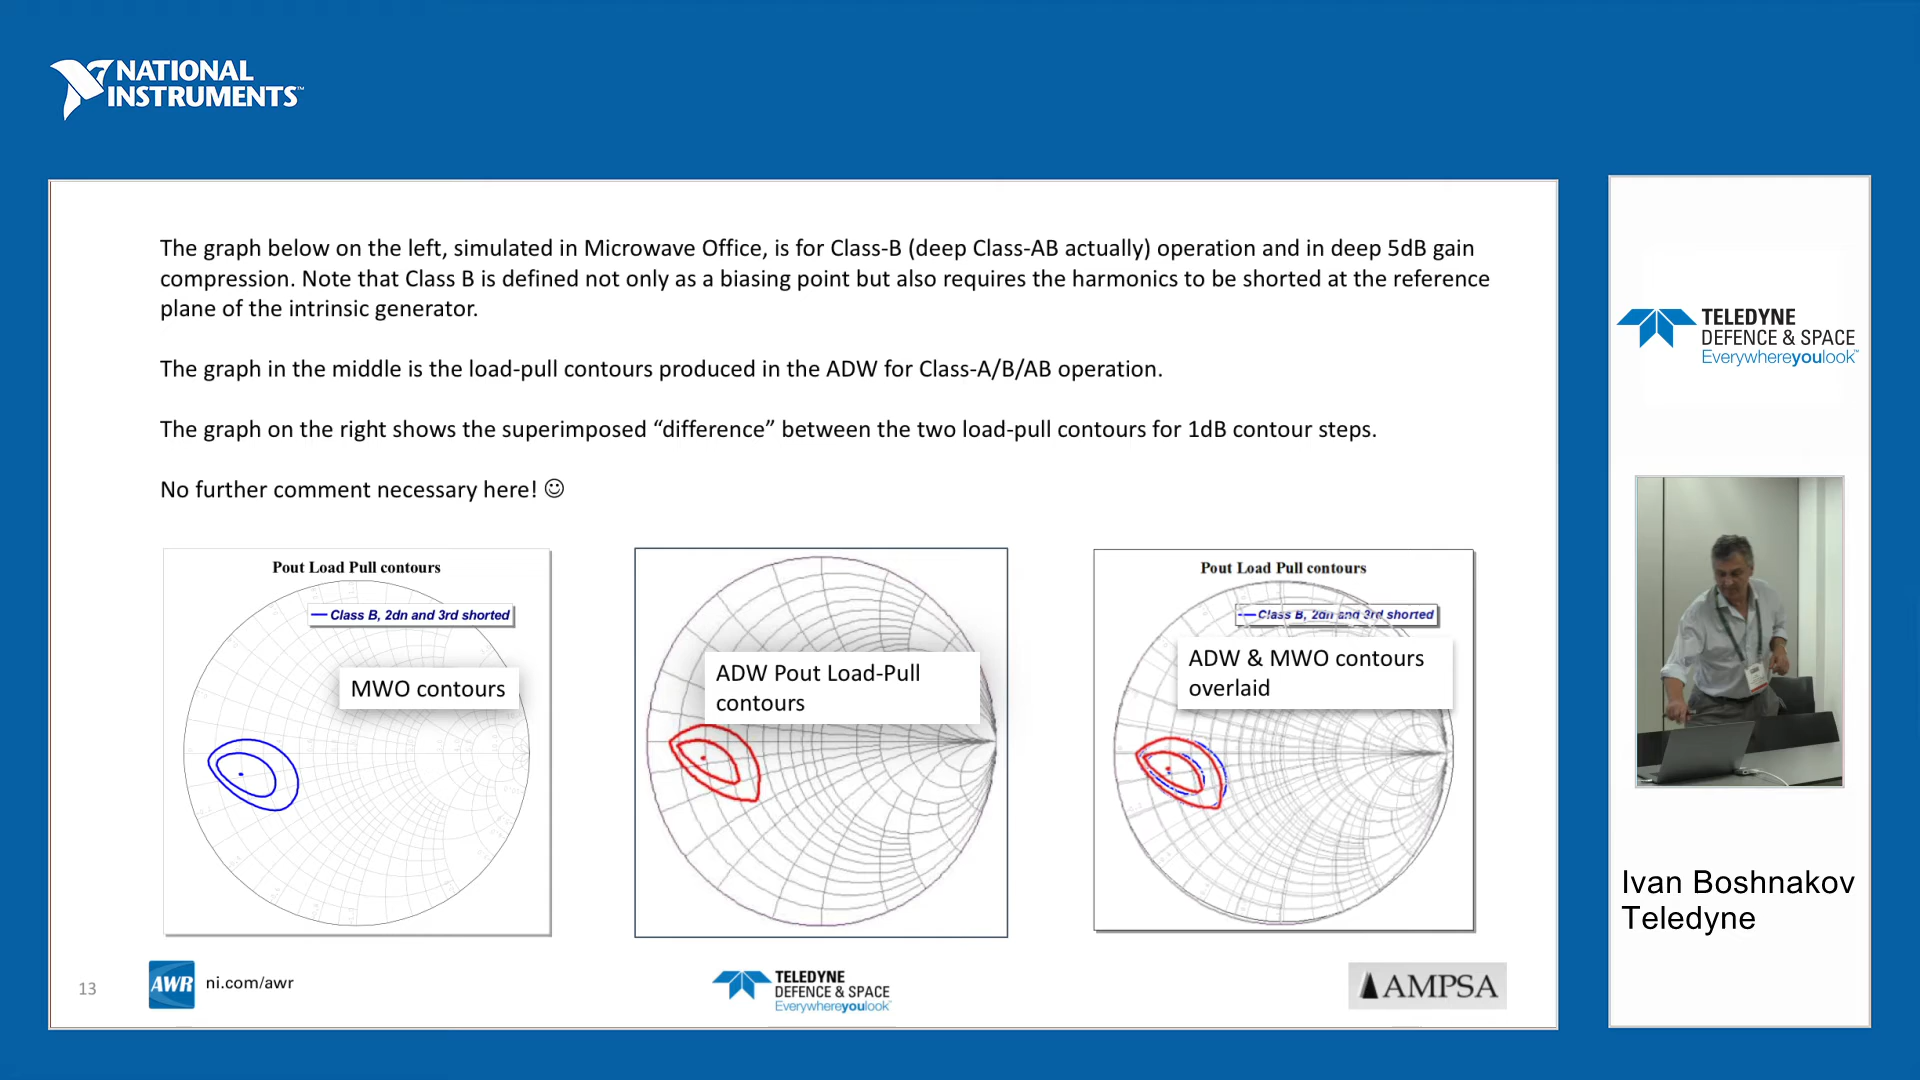 NATIONAL
INSTRUMENTS™
The graph below on the left, simulated in Microwave Office, is for Class-B (deep Class-AB actually) operation and in deep 5dB gain
compression. Note that Class B is defined not only as a biasing point but also requires the harmonics to be shorted at the reference
plane of the intrinsic generator.
The graph in the middle is the load-pull contours produced in the ADW for Class-A/B/AB operation.
The graph on the right shows the superimposed “difference” between the two load-pull contours for 1dB contour steps.
No further comment necessary here! ☺
Pout Load Pull contours
Class B, 2dn and 3rd shorted
MWO contours
ADW Pout Load-Pull
contours
Pout Load Pull contours
Class B, 2dn and 3rd shorted
ADW & MWO contours
overlaid
13
AWR
ni.com/awr
TELEDYNE
DEFENCE & SPACE
Everywhereyoulook™
AMPSA
TELEDYNE
DEFENCE & SPACE
Everywhereyoulook™
Ivan Boshnakov
Teledyne